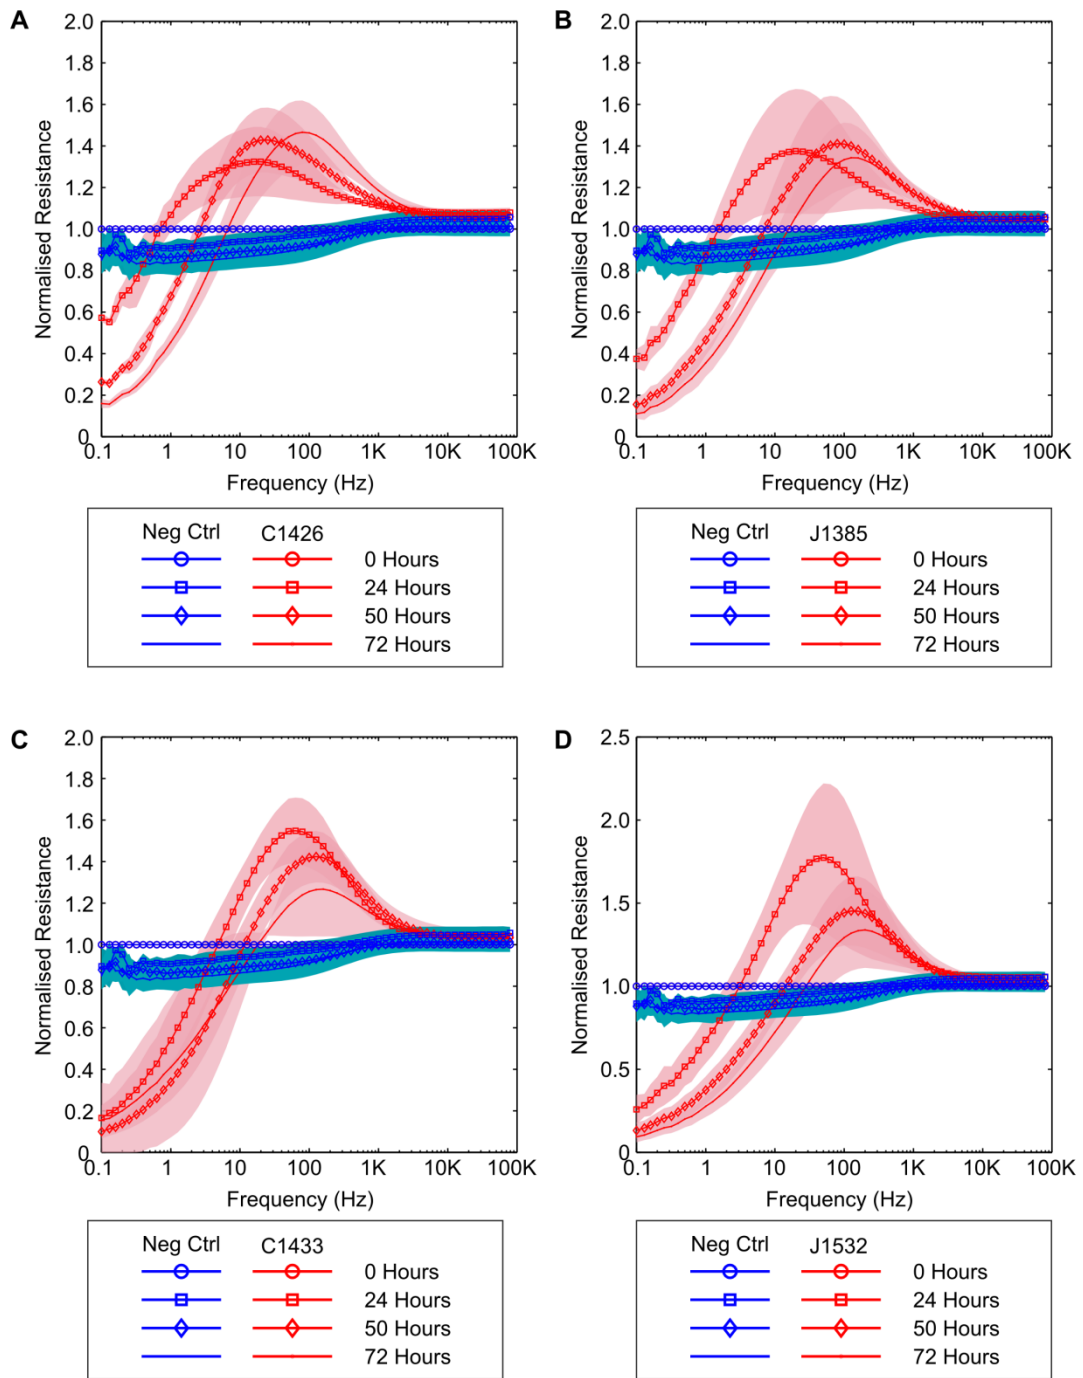 A
2.0
1.8
1.6
1.4
1.2
1.0
0.8
0.6
0.4
0.2
0
Normalised Resistance
0.1 1 10 100 1K 10K 100K
Frequency (Hz)
Neg Ctrl C1426
0 Hours
24 Hours
50 Hours
72 Hours
B
2.0
1.8
1.6
1.4
1.2
1.0
0.8
0.6
0.4
0.2
0
Normalised Resistance
0.1 1 10 100 1K 10K 100K
Frequency (Hz)
Neg Ctrl J1385
0 Hours
24 Hours
50 Hours
72 Hours
C
2.0
1.8
1.6
1.4
1.2
1.0
0.8
0.6
0.4
0.2
0
Normalised Resistance
0.1 1 10 100 1K 10K 100K
Frequency (Hz)
Neg Ctrl C1433
0 Hours
24 Hours
50 Hours
72 Hours
D
2.5
2.0
1.5
1.0
0.5
0
Normalised Resistance
0.1 1 10 100 1K 10K 100K
Frequency (Hz)
Neg Ctrl J1532
0 Hours
24 Hours
50 Hours
72 Hours